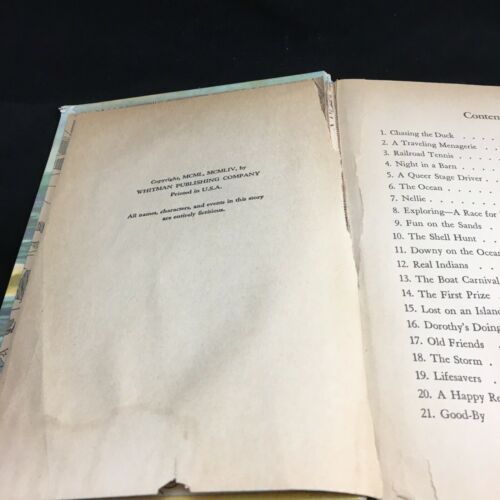 Copyright, MCML, MCMLIV, by
WHITMAN PUBLISHING COMPANY
Printed in U.S.A.
All names, characters, and events in this story
are entirely fictitious.
Conten
1. Chasing the Duck . . . .
2. A Traveling Menagerie .
3. Railroad Tennis . . . .
4. Night in a Barn . . . .
5. A Queer Stage Driver . .
6. The Ocean . . . . .
7. Nellie . . . . . .
8. Exploring—A Race for
9. Fun on the Sands . .
10. The Shell Hunt . . .
11. Downy on the Ocean
12. Real Indians . . .
13. The Boat Carnival
14. The First Prize .
15. Lost on an Island
16. Dorothy's Doing
17. Old Friends . .
18. The Storm . .
19. Lifesavers . .
20. A Happy Re
21. Good-By